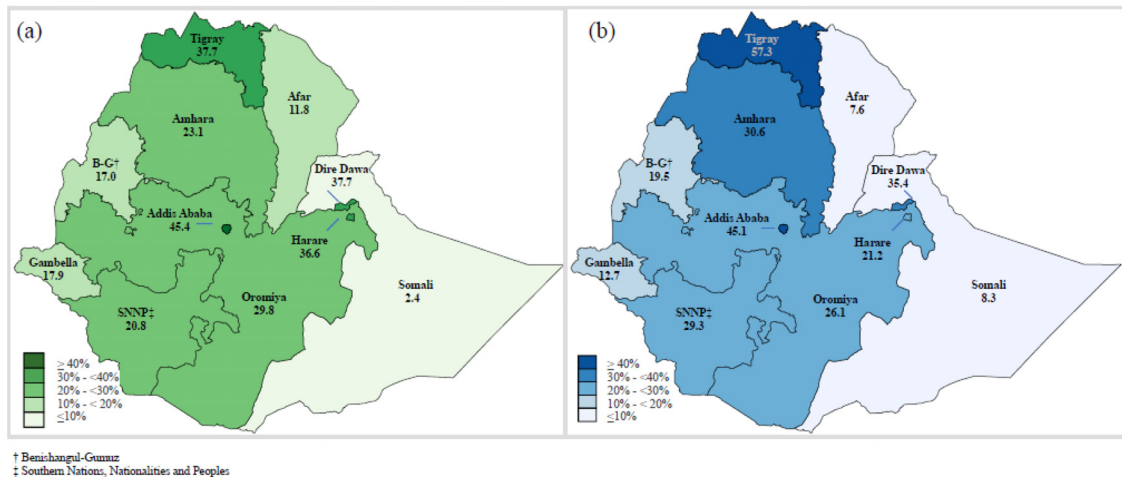 (a)
Tigray
37.7
Afar
11.8
Amhara
23.1
B-G†
17.0
Dire Dawa
37.7
Addis Ababa
45.4
Harare
36.6
Gambella
17.9
Somali
2.4
SNNP‡
20.8
Oromiya
29.8
≥ 40%
30% - <40%
20% - <30%
10% - < 20%
≤10%
(b)
Tigray
57.3
Afar
7.6
Amhara
30.6
B-G†
19.5
Dire Dawa
35.4
Addis Ababa
45.1
Harare
21.2
Gambella
12.7
Somali
8.3
SNNP‡
29.3
Oromiya
26.1
≥ 40%
30% - <40%
20% - <30%
10% - < 20%
≤10%
† Benishangul-Gumuz
‡ Southern Nations, Nationalities and Peoples